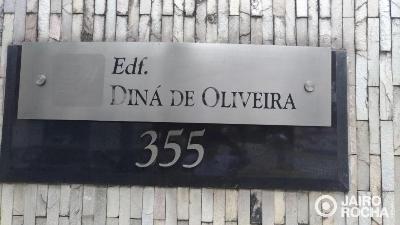 Edf.
DINÁ DE OLIVEIRA
355
JAIRO
ROCHA